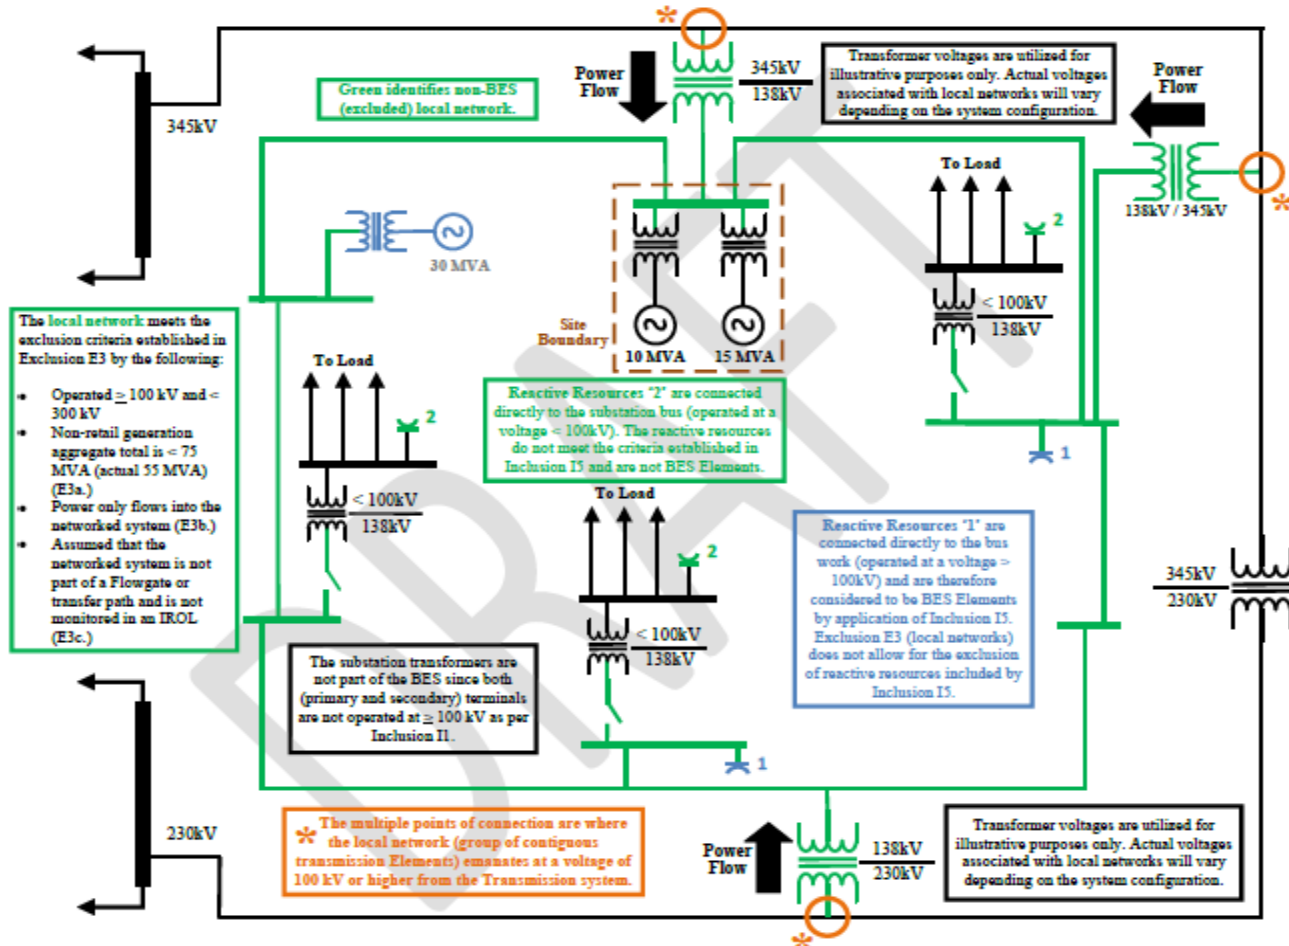 *
345kV
Green identifies non-BES
(excluded) local network.
Power
Flow
345kV
138kV
Transformer voltages are utilized for
illustrative purposes only. Actual voltages
associated with local networks will vary
depending on the system configuration.
Power
Flow
*
138kV / 345kV
To Load
2
< 100kV
138kV
1
30 MVA
Site
Boundary
10 MVA
15 MVA
The local network meets the
exclusion criteria established in
Exclusion E3 by the following:
• Operated ≥ 100 kV and <
300 kV
• Non-retail generation
aggregate total is < 75
MVA (actual 55 MVA)
(E3a.)
• Power only flows into the
networked system (E3b.)
• Assumed that the
networked system is not
part of a Flowgate or
transfer path and is not
monitored in an IROL
(E3c.)
To Load
2
< 100kV
138kV
Reactive Resources "2" are connected
directly to the substation bus (operated at a
voltage < 100kV). The reactive resources
do not meet the criteria established in
Inclusion I5 and are not BES Elements.
To Load
2
< 100kV
138kV
1
Reactive Resources "1" are
connected directly to the bus
work (operated at a voltage >
100kV) and are therefore
considered to be BES Elements
by application of Inclusion I5.
Exclusion E3 (local networks)
does not allow for the exclusion
of reactive resources included by
Inclusion I5.
345kV
230kV
The substation transformers are
not part of the BES since both
(primary and secondary) terminals
are not operated at ≥ 100 kV as per
Inclusion I1.
230kV
* The multiple points of connection are where
the local network (group of contiguous
transmission Elements) emanates at a voltage of
100 kV or higher from the Transmission system.
Power
Flow
138kV
230kV
*
Transformer voltages are utilized for
illustrative purposes only. Actual voltages
associated with local networks will vary
depending on the system configuration.
DRAFT